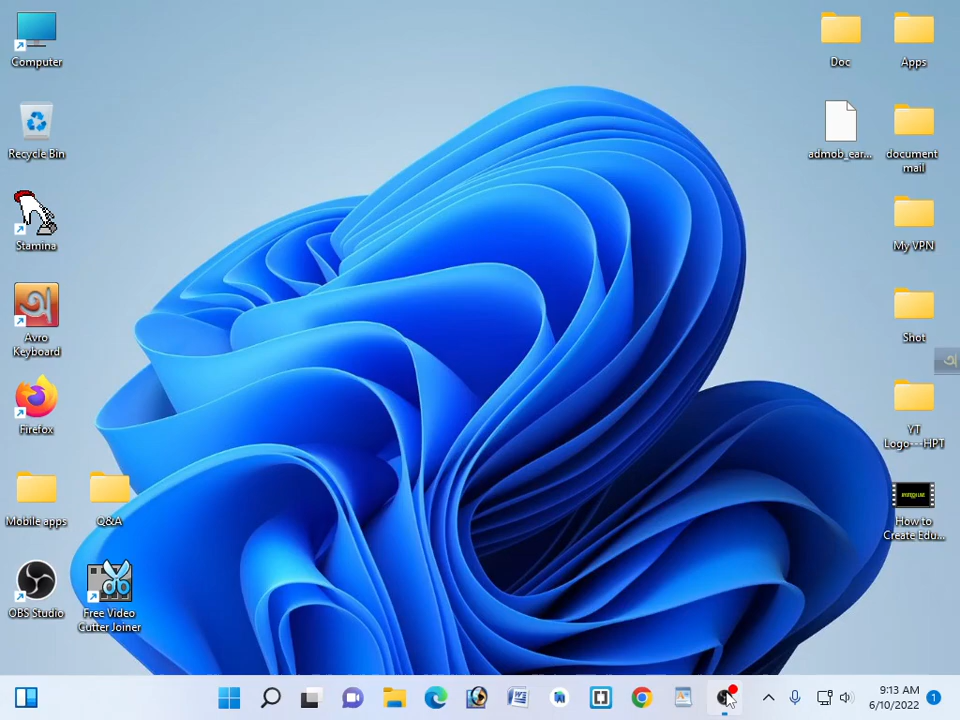 Computer
Recycle Bin
Stamina
Avro
Keyboard
Firefox
Mobile apps
Q&A
OBS Studio
Free Video
Cutter Joiner
Doc
Apps
admob_ear...
document
mail
My VPN
Shot
YT
Logo---HPT
How to
Create Edu...
9:13 AM
6/10/2022
1